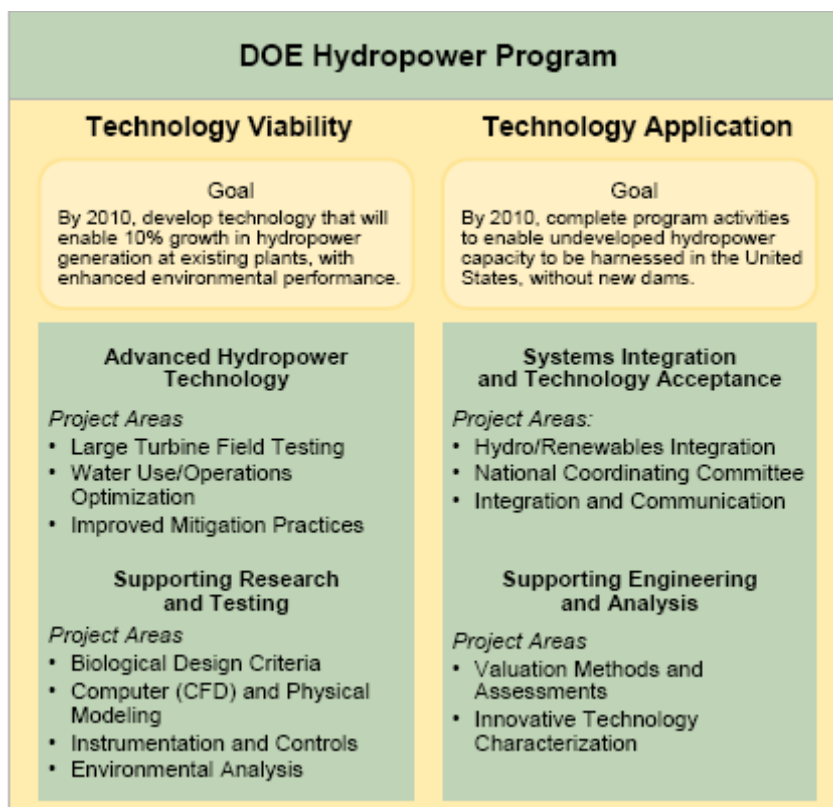 DOE Hydropower Program
Technology Viability
Goal
By 2010, develop technology that will
enable 10% growth in hydropower
generation at existing plants, with
enhanced environmental performance.
Advanced Hydropower
Technology
Project Areas
• Large Turbine Field Testing
• Water Use/Operations
Optimization
• Improved Mitigation Practices
Supporting Research
and Testing
Project Areas
• Biological Design Criteria
• Computer (CFD) and Physical
Modeling
• Instrumentation and Controls
• Environmental Analysis
Technology Application
Goal
By 2010, complete program activities
to enable undeveloped hydropower
capacity to be harnessed in the United
States, without new dams.
Systems Integration
and Technology Acceptance
Project Areas:
• Hydro/Renewables Integration
• National Coordinating Committee
• Integration and Communication
Supporting Engineering
and Analysis
Project Areas
• Valuation Methods and
Assessments
• Innovative Technology
Characterization